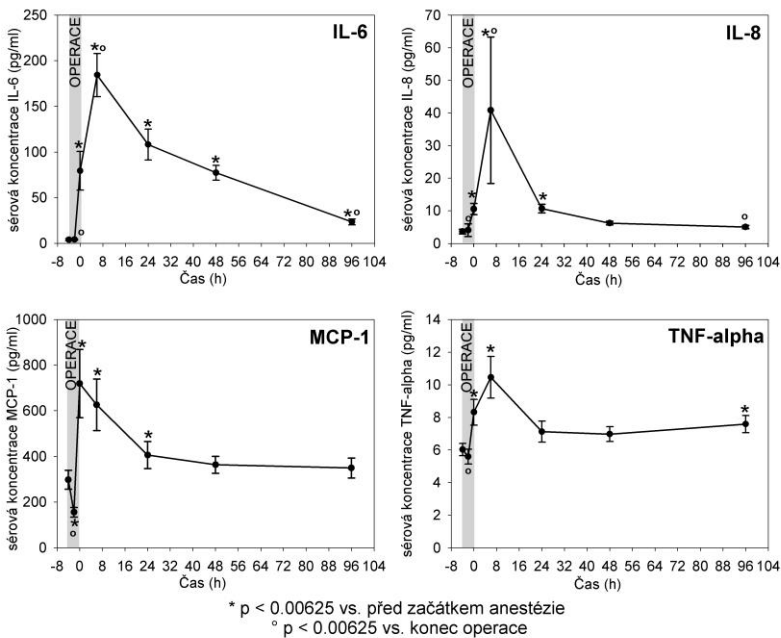 IL-6
OPERACE
sérová koncentrace IL-6 (pg/ml)
250
200
150
100
50
0
*°
*
*
*
*°
°
-8 0 8 16 24 32 40 48 56 64 72 80 88 96 104
Čas (h)
IL-8
OPERACE
sérová koncentrace IL-8 (pg/ml)
70
60
50
40
30
20
10
0
*°
*
*
°
°
-8 0 8 16 24 32 40 48 56 64 72 80 88 96 104
Čas (h)
MCP-1
OPERACE
sérová koncentrace MCP-1 (pg/ml)
1000
800
600
400
200
0
*
*
*
*
°
-8 0 8 16 24 32 40 48 56 64 72 80 88 96 104
Čas (h)
TNF-alpha
OPERACE
sérová koncentrace TNF-alpha (pg/ml)
14
12
10
8
6
4
2
0
*
*
*
°
-8 0 8 16 24 32 40 48 56 64 72 80 88 96 104
Čas (h)
* p < 0.00625 vs. před začátkem anestézie
° p < 0.00625 vs. konec operace